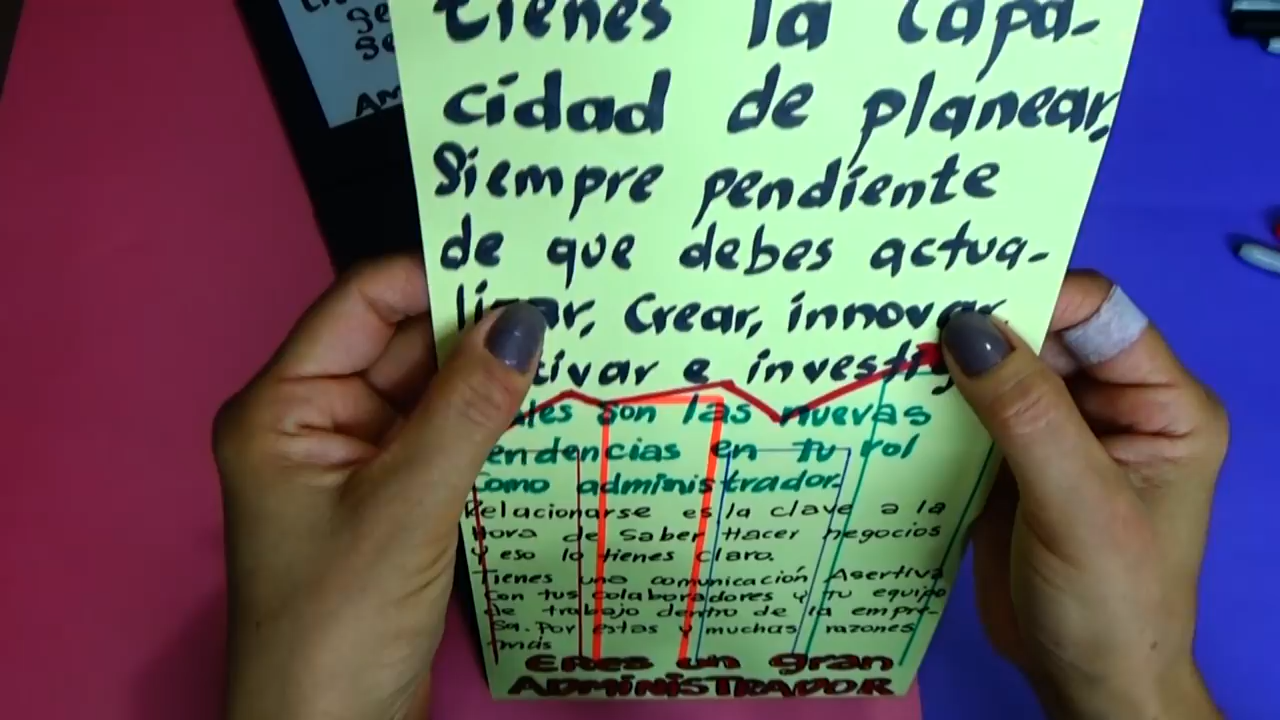 Se
Se
Am
tienes la capa-
cidad de planear,
Siempre pendiente
de que debes actua-
lizar, Crear, innovar
e investi
son las nuevas
tendencias en tu rol
Como administrador.
Relacionarse es la clave a la
Hora de Saber Hacer negocios
y eso lo tienes claro.
Tienes una comunicación Asertiva
Con tus colaboradores y tu equipo
de trabajo dentro de la empre-
sa. Por estas y muchas razones
más
Eres un gran
ADMINISTRADOR